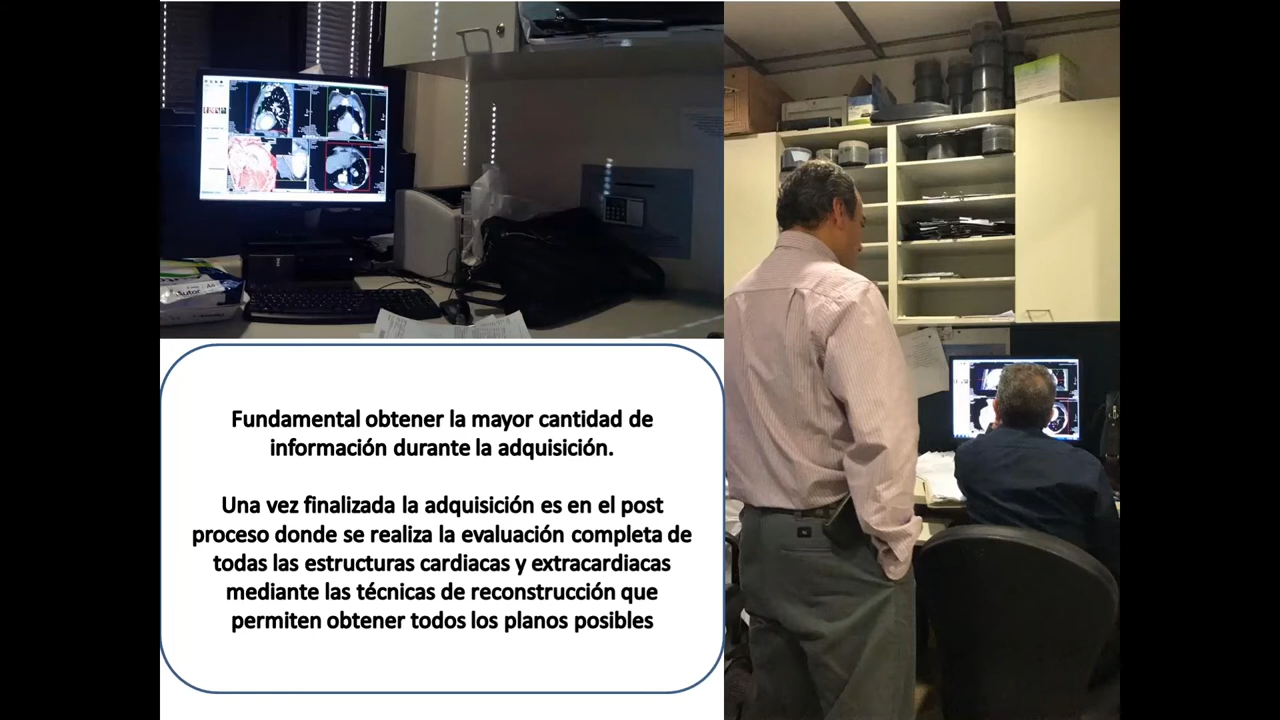 Fundamental obtener la mayor cantidad de
información durante la adquisición.
Una vez finalizada la adquisición es en el post
proceso donde se realiza la evaluación completa de
todas las estructuras cardiacas y extracardiacas
mediante las técnicas de reconstrucción que
permiten obtener todos los planos posibles